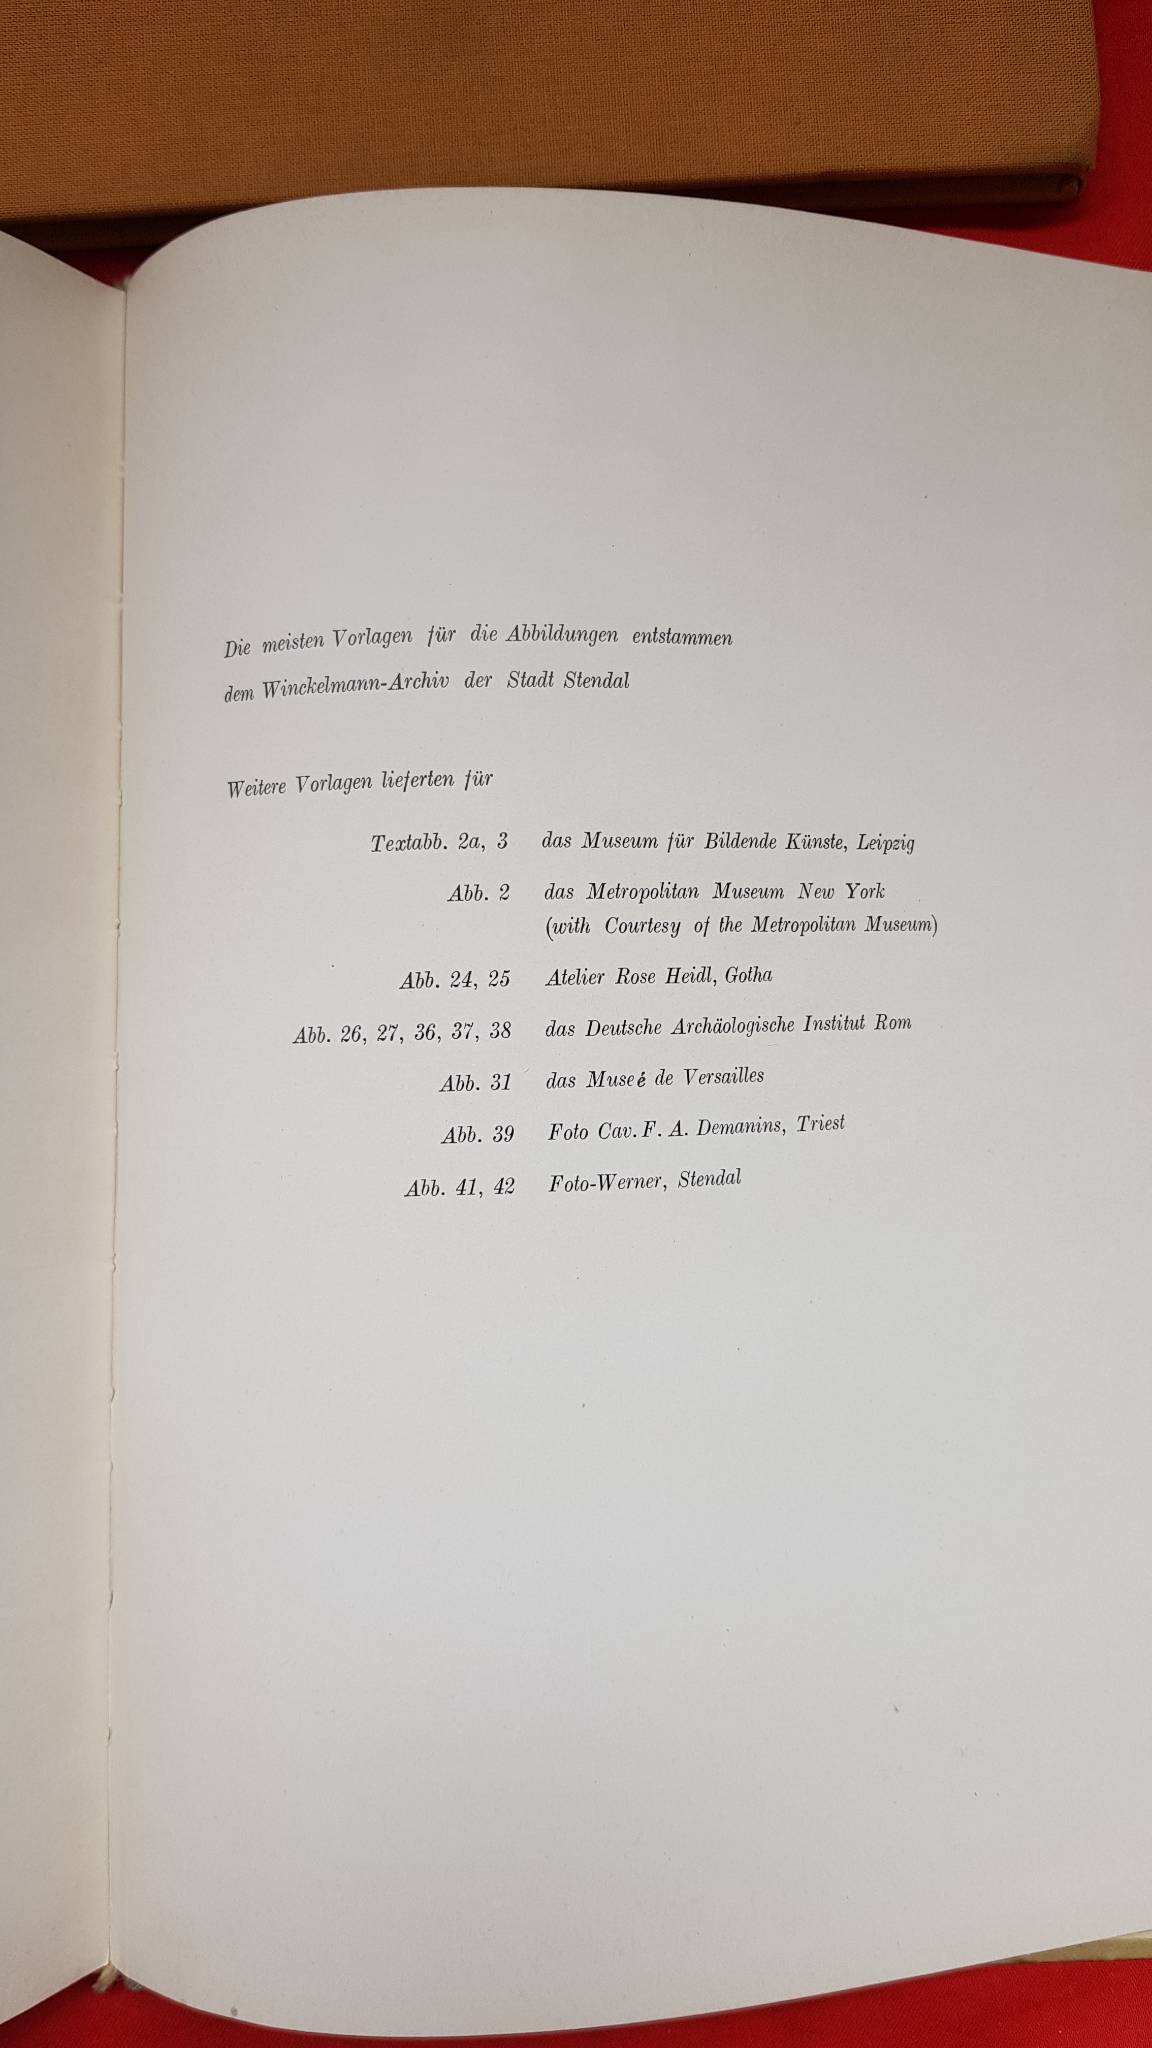 Die meisten Vorlagen für die Abbildungen entstammen
dem Winckelmann-Archiv der Stadt Stendal
Weitere Vorlagen lieferten für
Textabb. 2a, 3 das Museum für Bildende Künste, Leipzig
Abb. 2 das Metropolitan Museum New York
(with Courtesy of the Metropolitan Museum)
Abb. 24, 25 Atelier Rose Heidl, Gotha
Abb. 26, 27, 36, 37, 38 das Deutsche Archäologische Institut Rom
Abb. 31 das Museé de Versailles
Abb. 39 Foto Cav. F. A. Demanins, Triest
Abb. 41, 42 Foto-Werner, Stendal